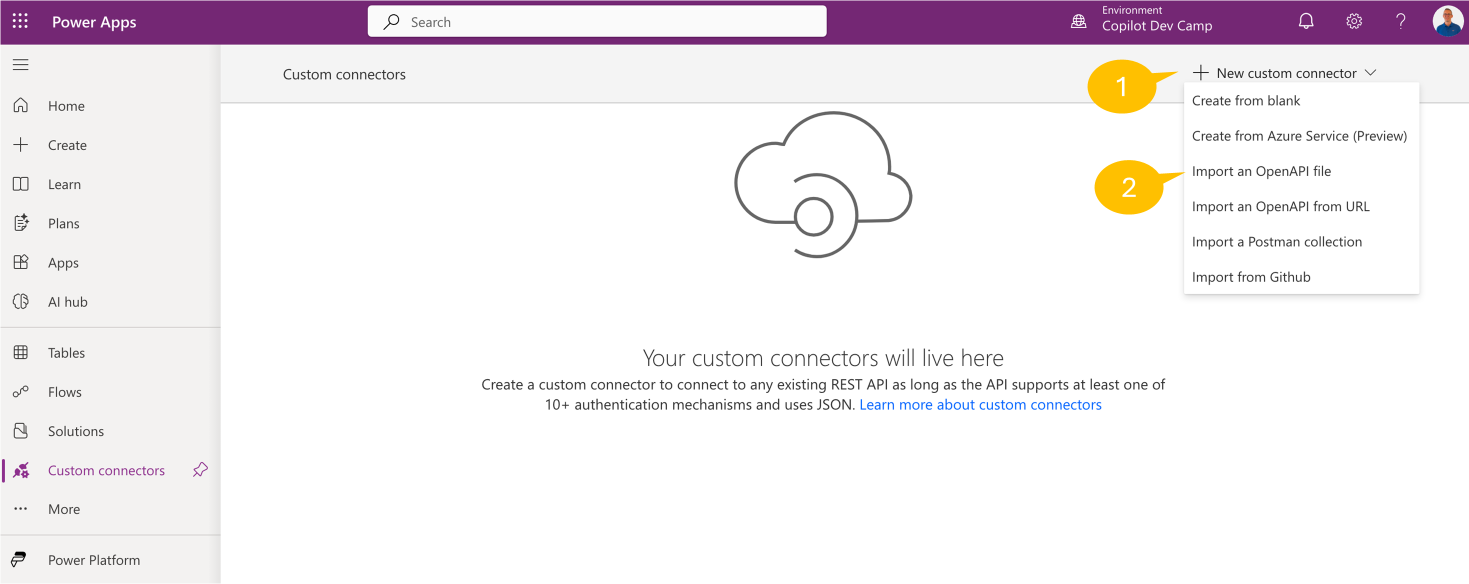 Power Apps
Search
Environment
Copilot Dev Camp
?
Home
Create
Learn
Plans
Apps
AI hub
Tables
Flows
Solutions
Custom connectors
More
Power Platform
Custom connectors
1
New custom connector
Create from blank
Create from Azure Service (Preview)
2
Import an OpenAPI file
Import an OpenAPI from URL
Import a Postman collection
Import from Github
Your custom connectors will live here
Create a custom connector to connect to any existing REST API as long as the API supports at least one of
10+ authentication mechanisms and uses JSON. Learn more about custom connectors